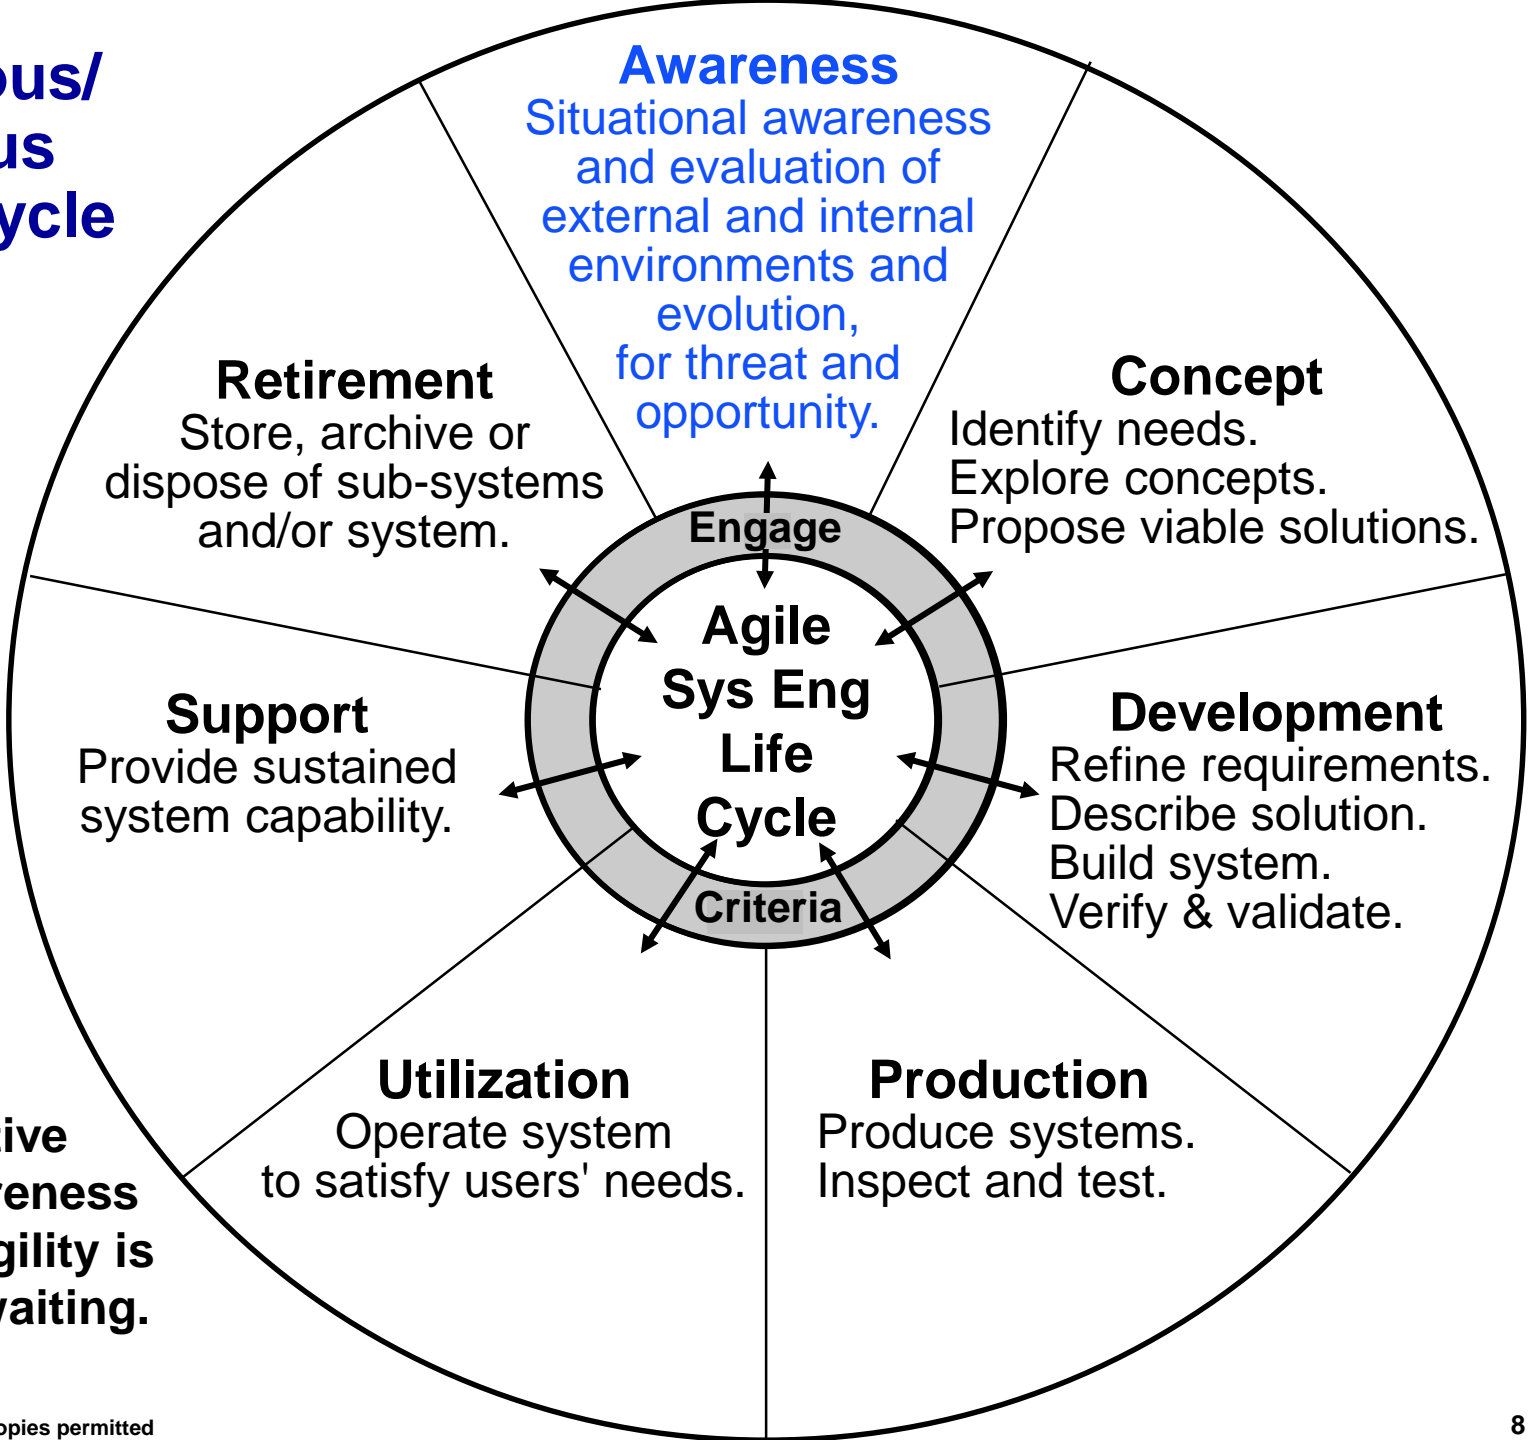 ous/
us
ycle
Awareness
Situational awareness
and evaluation of
external and internal
environments and
evolution,
for threat and
opportunity.
Concept
Identify needs.
Explore concepts.
Propose viable solutions.
Development
Refine requirements.
Describe solution.
Build system.
Verify & validate.
Production
Produce systems.
Inspect and test.
Utilization
Operate system
to satisfy users' needs.
Support
Provide sustained
system capability.
Retirement
Store, archive or
dispose of sub-systems
and/or system.
Engage
Agile
Sys Eng
Life
Cycle
Criteria
tive
reness
gility is
vaiting.
opies permitted
8